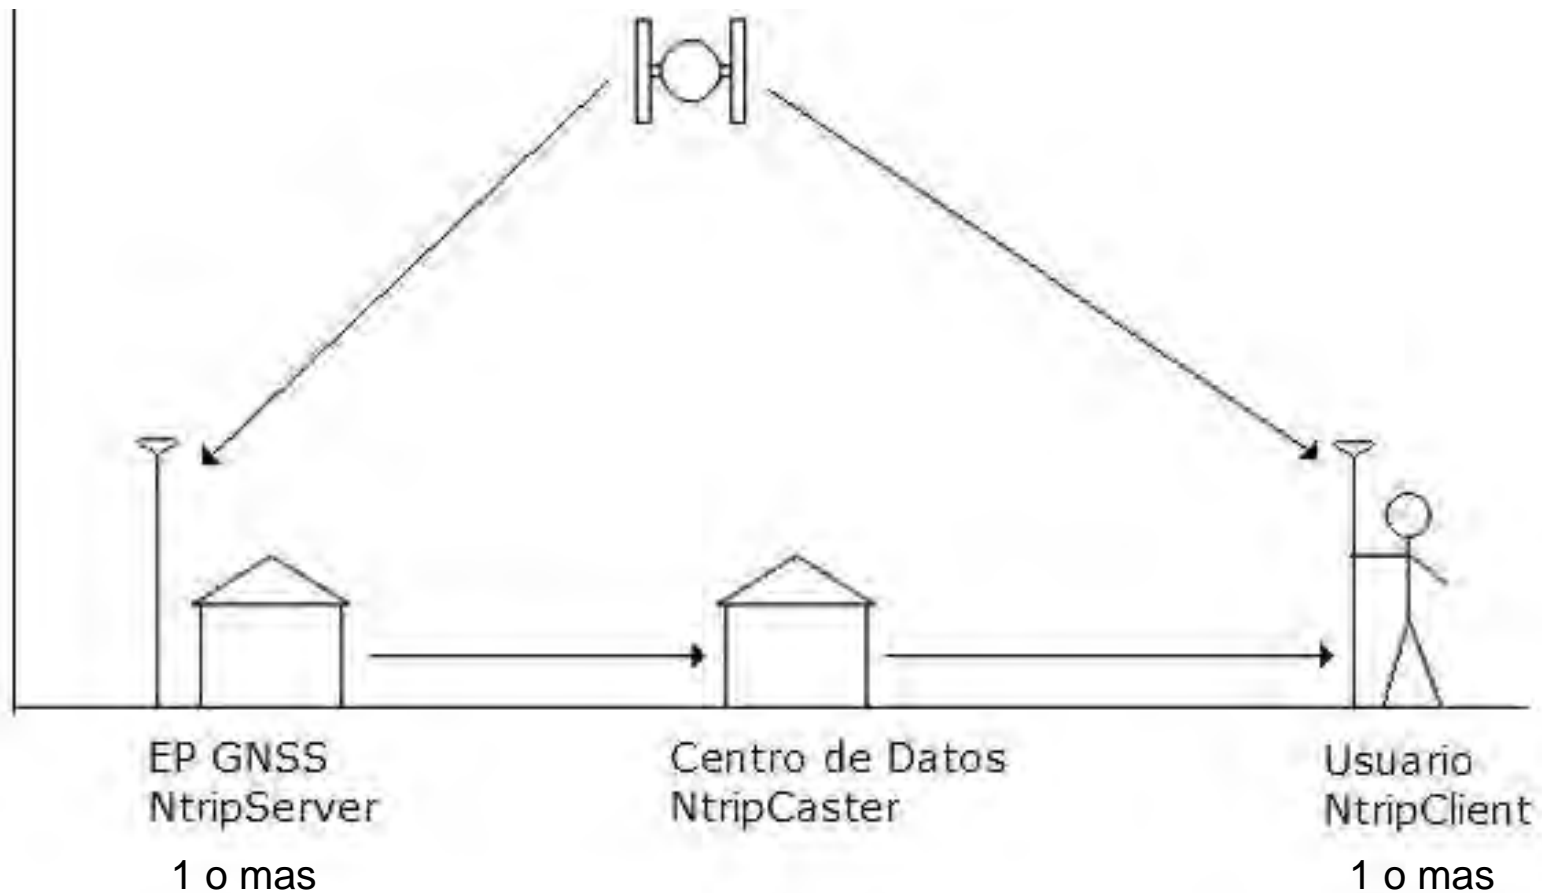 EP GNSS
NtripServer
1 o mas
Centro de Datos
NtripCaster
Usuario
NtripClient
1 o mas